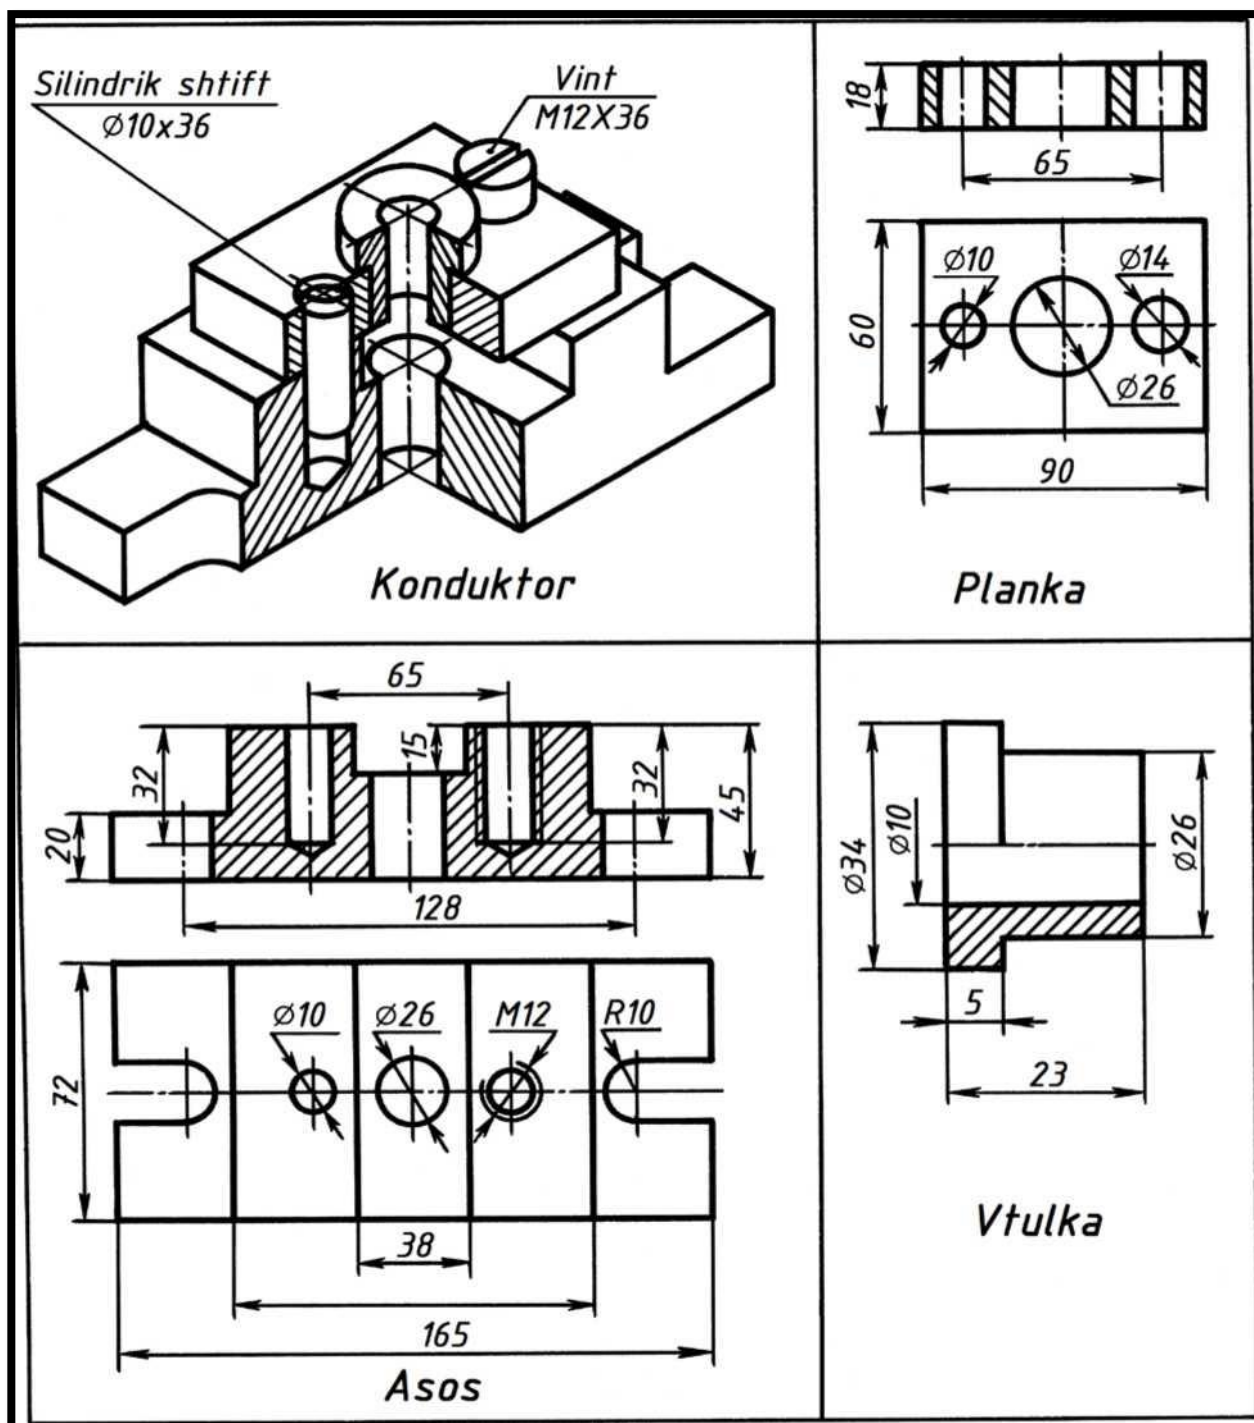 Silindrik shtift
Ø10x36
Vint
M12X36
Konduktor
18
65
60
Ø10
Ø14
Ø26
90
Planka
65
32
15
32
45
20
128
Ø10
Ø26
M12
R10
72
38
165
Asos
Ø34
Ø10
Ø26
5
23
Vtulka